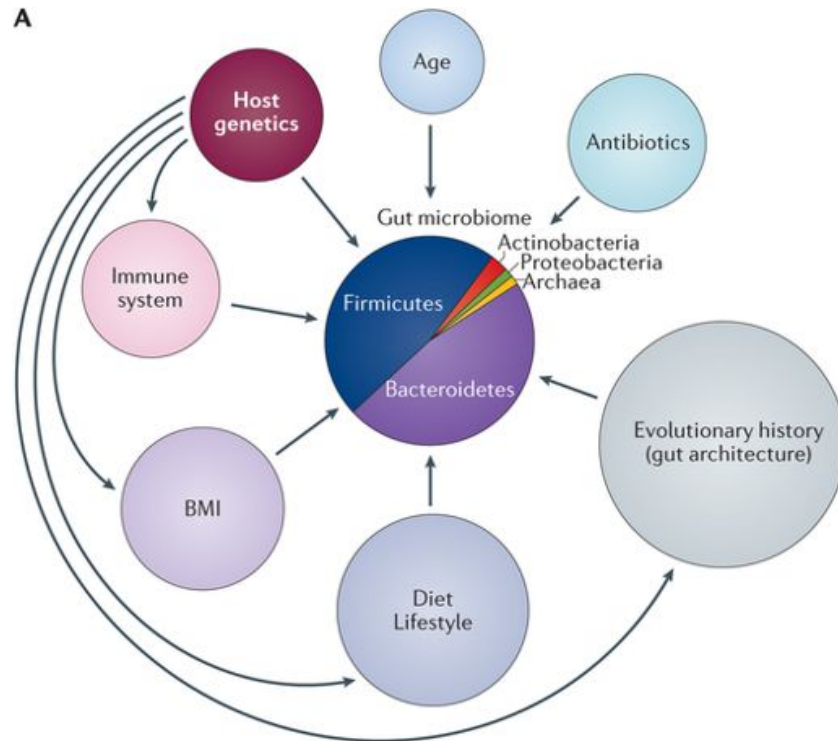 A
Age
Host
genetics
Antibiotics
Gut microbiome
Actinobacteria
Proteobacteria
Archaea
Immune
system
Firmicutes
Bacteroidetes
Evolutionary history
(gut architecture)
BMI
Diet
Lifestyle